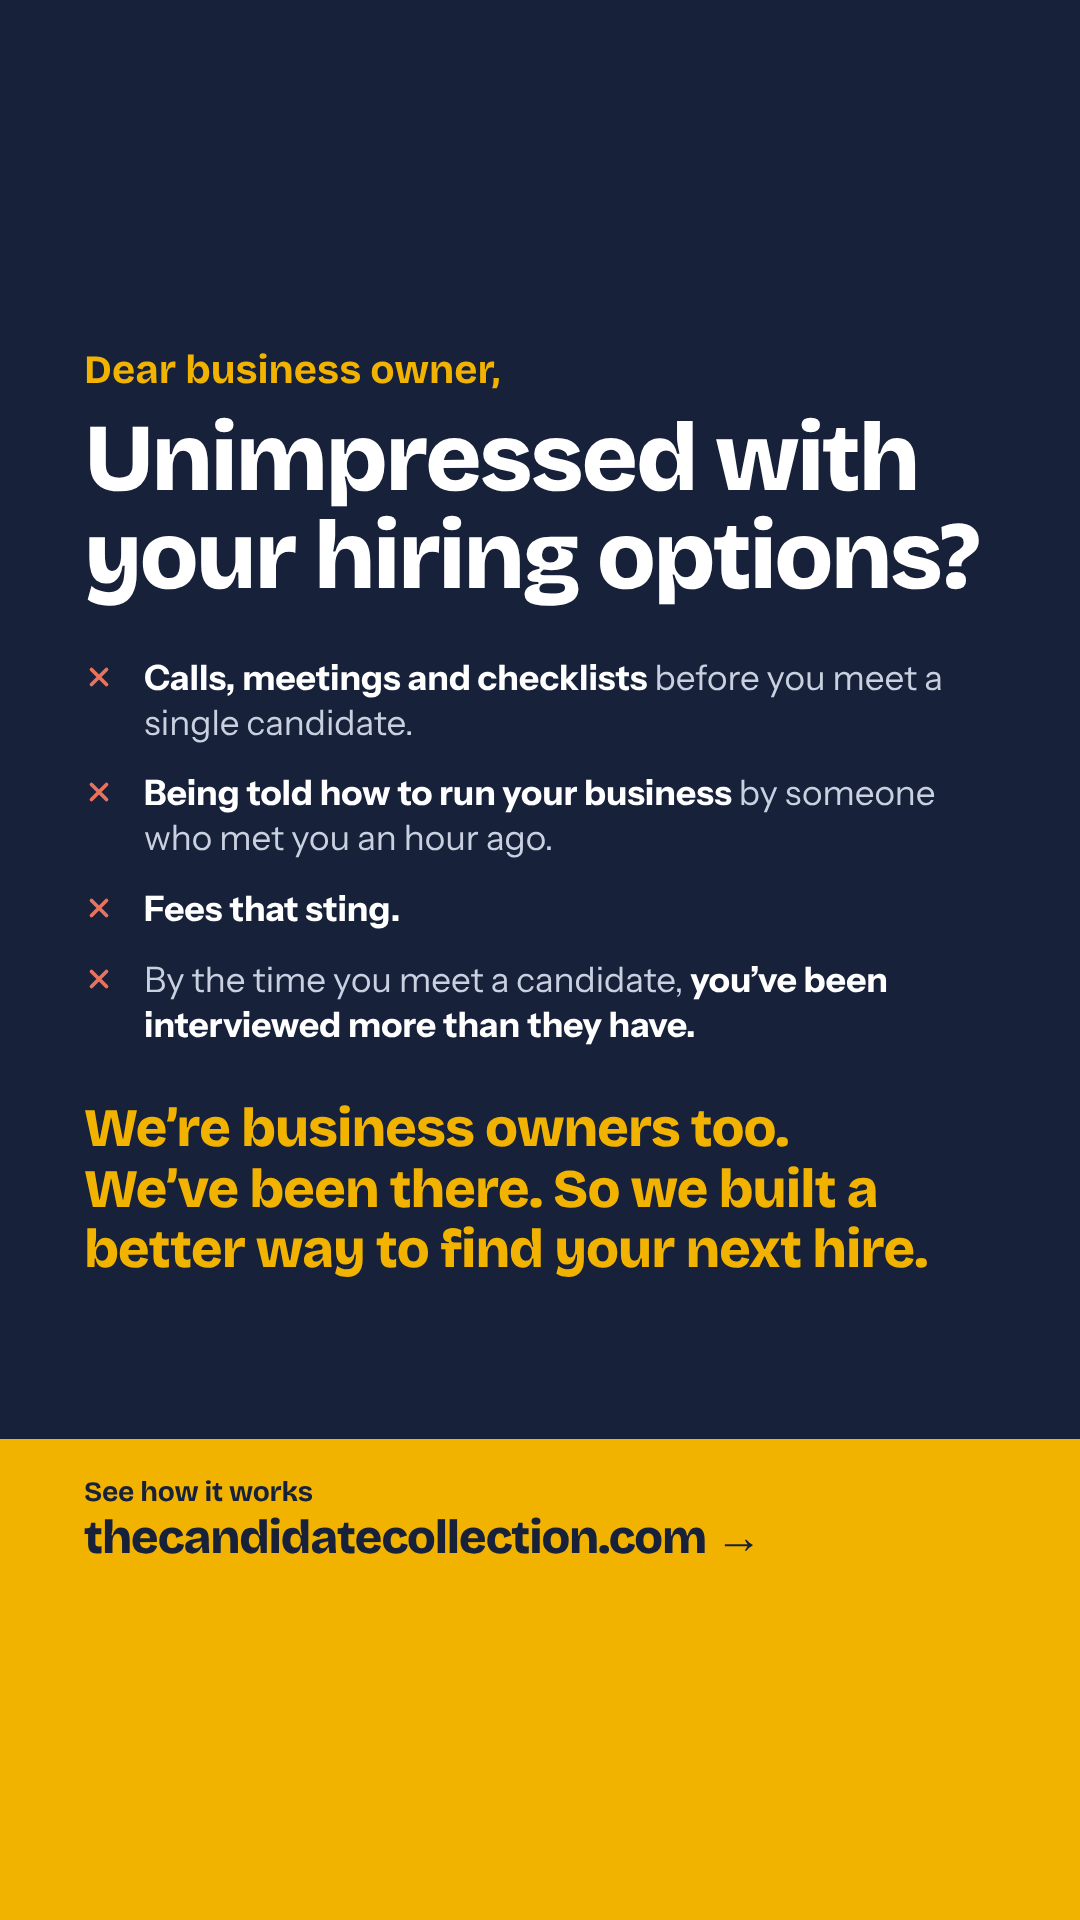 Dear business owner,
Unimpressed with
your hiring options?
✕ Calls, meetings and checklists before you meet a
single candidate.
✕ Being told how to run your business by someone
who met you an hour ago.
✕ Fees that sting.
✕ By the time you meet a candidate, you’ve been
interviewed more than they have.
We’re business owners too.
We’ve been there. So we built a
better way to find your next hire.
See how it works
thecandidatecollection.com →